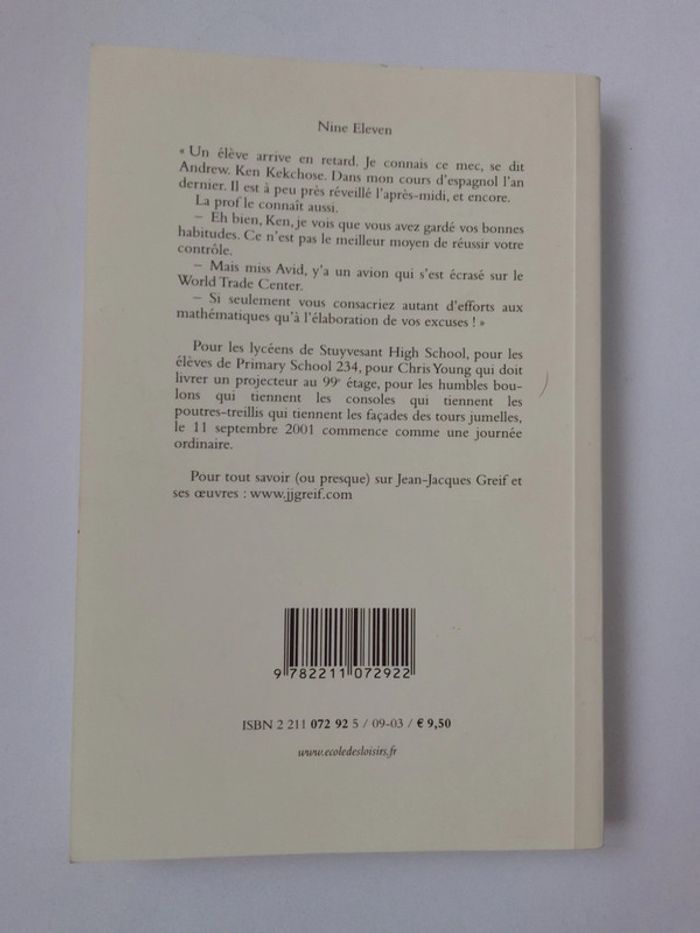 Nine Eleven
« Un élève arrive en retard. Je connais ce mec, se dit
Andrew. Ken Kekchose. Dans mon cours d'espagnol l'an
dernier. Il est à peu près réveillé l'après-midi, et encore.
La prof le connaît aussi.
– Eh bien, Ken, je vois que vous avez gardé vos bonnes
habitudes. Ce n'est pas le meilleur moyen de réussir votre
contrôle.
– Mais miss Avid, y'a un avion qui s'est écrasé sur le
World Trade Center.
– Si seulement vous consacriez autant d'efforts aux
mathématiques qu'à l'élaboration de vos excuses ! »
Pour les lycéens de Stuyvesant High School, pour les
élèves de Primary School 234, pour Chris Young qui doit
livrer un projecteur au 99e étage, pour les humbles bou-
lons qui tiennent les consoles qui tiennent les
poutres-treillis qui tiennent les façades des tours jumelles,
le 11 septembre 2001 commence comme une journée
ordinaire.
Pour tout savoir (ou presque) sur Jean-Jacques Greif et
ses œuvres : www.jjgreif.com
9 782211 072922
ISBN 2 211 072 92 5 / 09-03 / € 9,50
www.ecoledesloisirs.fr